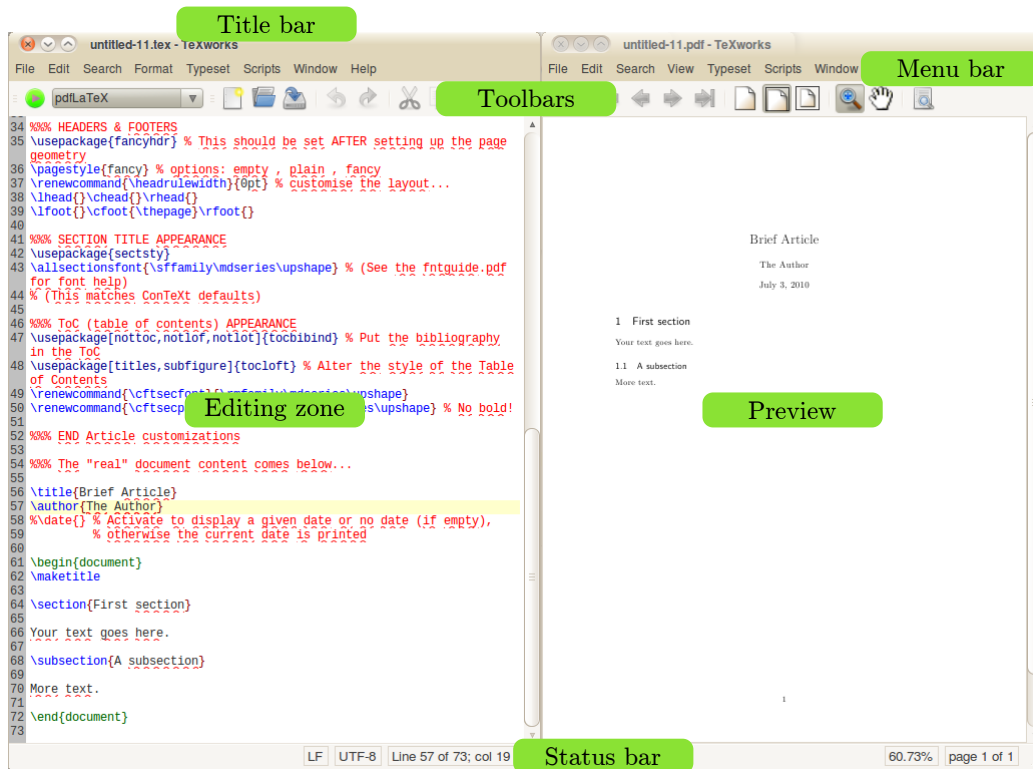 Title bar
untitled-11.tex - TeXworks
File Edit Search Format Typeset Scripts Window Help
pdfLaTeX
Toolbars
34 %%% HEADERS & FOOTERS
35 \usepackage{fancyhdr} % This should be set AFTER setting up the page
geometry
36 \pagestyle{fancy} % options: empty , plain , fancy
37 \renewcommand{\headrulewidth}{0pt} % customise the layout...
38 \lhead{}\chead{}\rhead{}
39 \lfoot{}\cfoot{\thepage}\rfoot{}
40
41 %%% SECTION TITLE APPEARANCE
42 \usepackage{sectsty}
43 \allsectionsfont{\sffamily\mdseries\upshape} % (See the fntguide.pdf
for font help)
44 % (This matches ConTeXt defaults)
45
46 %%% ToC (table of contents) APPEARANCE
47 \usepackage[nottoc,notlof,notlot]{tocbibind} % Put the bibliography
in the ToC
48 \usepackage[titles,subfigure]{tocloft} % Alter the style of the Table
of Contents
49 \renewcommand{\cftsecfont}{\rmfamily\mdseries\upshape}
50 \renewcommand{\cftsecp es\upshape} % No bold!
Editing zone
51
52 %%% END Article customizations
53
54 %%% The "real" document content comes below...
55
56 \title{Brief Article}
57 \author{The Author}
58 %\date{} % Activate to display a given date or no date (if empty),
59 % otherwise the current date is printed
60
61 \begin{document}
62 \maketitle
63
64 \section{First section}
65
66 Your text goes here.
67
68 \subsection{A subsection}
69
70 More text.
71
72 \end{document}
73
LF UTF-8 Line 57 of 73; col 19
Status bar
untitled-11.pdf - TeXworks
File Edit Search View Typeset Scripts Window
Menu bar
Brief Article
The Author
July 3, 2010
1 First section
Your text goes here.
1.1 A subsection
More text.
Preview
1
60.73% page 1 of 1